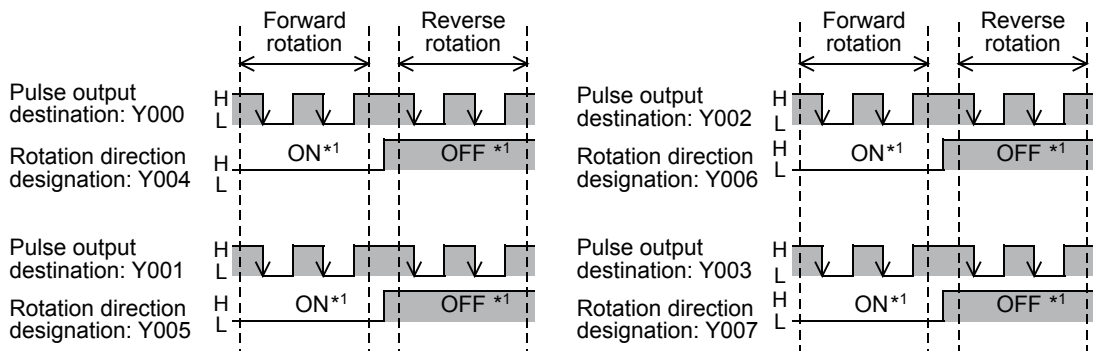 Forward
rotation
Reverse
rotation
Pulse output
destination: Y000
H
L
Rotation direction
designation: Y004
H
L
ON*1
OFF *1
Pulse output
destination: Y001
H
L
Rotation direction
designation: Y005
H
L
ON*1
OFF *1
Forward
rotation
Reverse
rotation
Pulse output
destination: Y002
H
L
Rotation direction
designation: Y006
H
L
ON*1
OFF *1
Pulse output
destination: Y003
H
L
Rotation direction
designation: Y007
H
L
ON*1
OFF *1